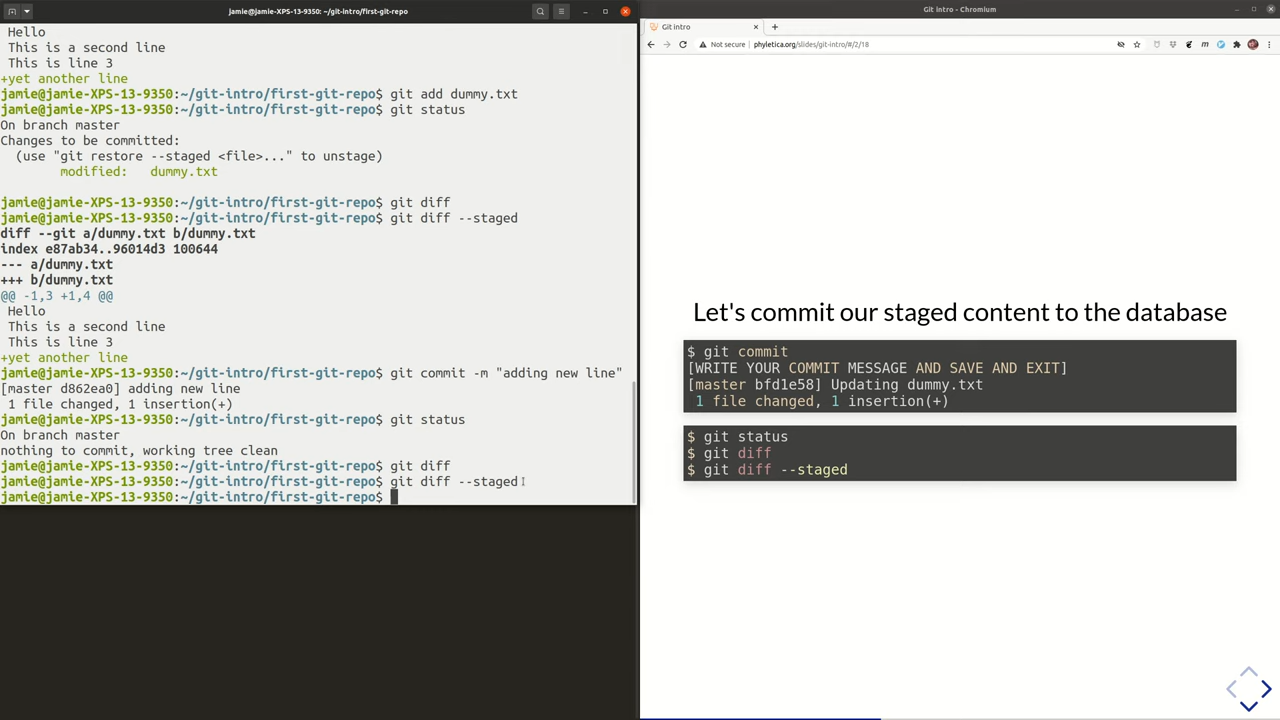 jamie@jamie-XPS-13-9350: ~/git-intro/first-git-repo
 Hello
 This is a second line
 This is line 3
+yet another line
jamie@jamie-XPS-13-9350:~/git-intro/first-git-repo$ git add dummy.txt
jamie@jamie-XPS-13-9350:~/git-intro/first-git-repo$ git status
On branch master
Changes to be committed:
  (use "git restore --staged <file>..." to unstage)
        modified:   dummy.txt
jamie@jamie-XPS-13-9350:~/git-intro/first-git-repo$ git diff
jamie@jamie-XPS-13-9350:~/git-intro/first-git-repo$ git diff --staged
diff --git a/dummy.txt b/dummy.txt
index e87ab34..96014d3 100644
--- a/dummy.txt
+++ b/dummy.txt
@@ -1,3 +1,4 @@
 Hello
 This is a second line
 This is line 3
+yet another line
jamie@jamie-XPS-13-9350:~/git-intro/first-git-repo$ git commit -m "adding new line"
[master d862ea0] adding new line
 1 file changed, 1 insertion(+)
jamie@jamie-XPS-13-9350:~/git-intro/first-git-repo$ git status
On branch master
nothing to commit, working tree clean
jamie@jamie-XPS-13-9350:~/git-intro/first-git-repo$ git diff
jamie@jamie-XPS-13-9350:~/git-intro/first-git-repo$ git diff --staged
jamie@jamie-XPS-13-9350:~/git-intro/first-git-repo$
Git intro - Chromium
Git intro
Not secure | phyletica.org/slides/git-intro/#/2/18
Let's commit our staged content to the database
$ git commit
[WRITE YOUR COMMIT MESSAGE AND SAVE AND EXIT]
[master bfd1e58] Updating dummy.txt
 1 file changed, 1 insertion(+)
$ git status
$ git diff
$ git diff --staged